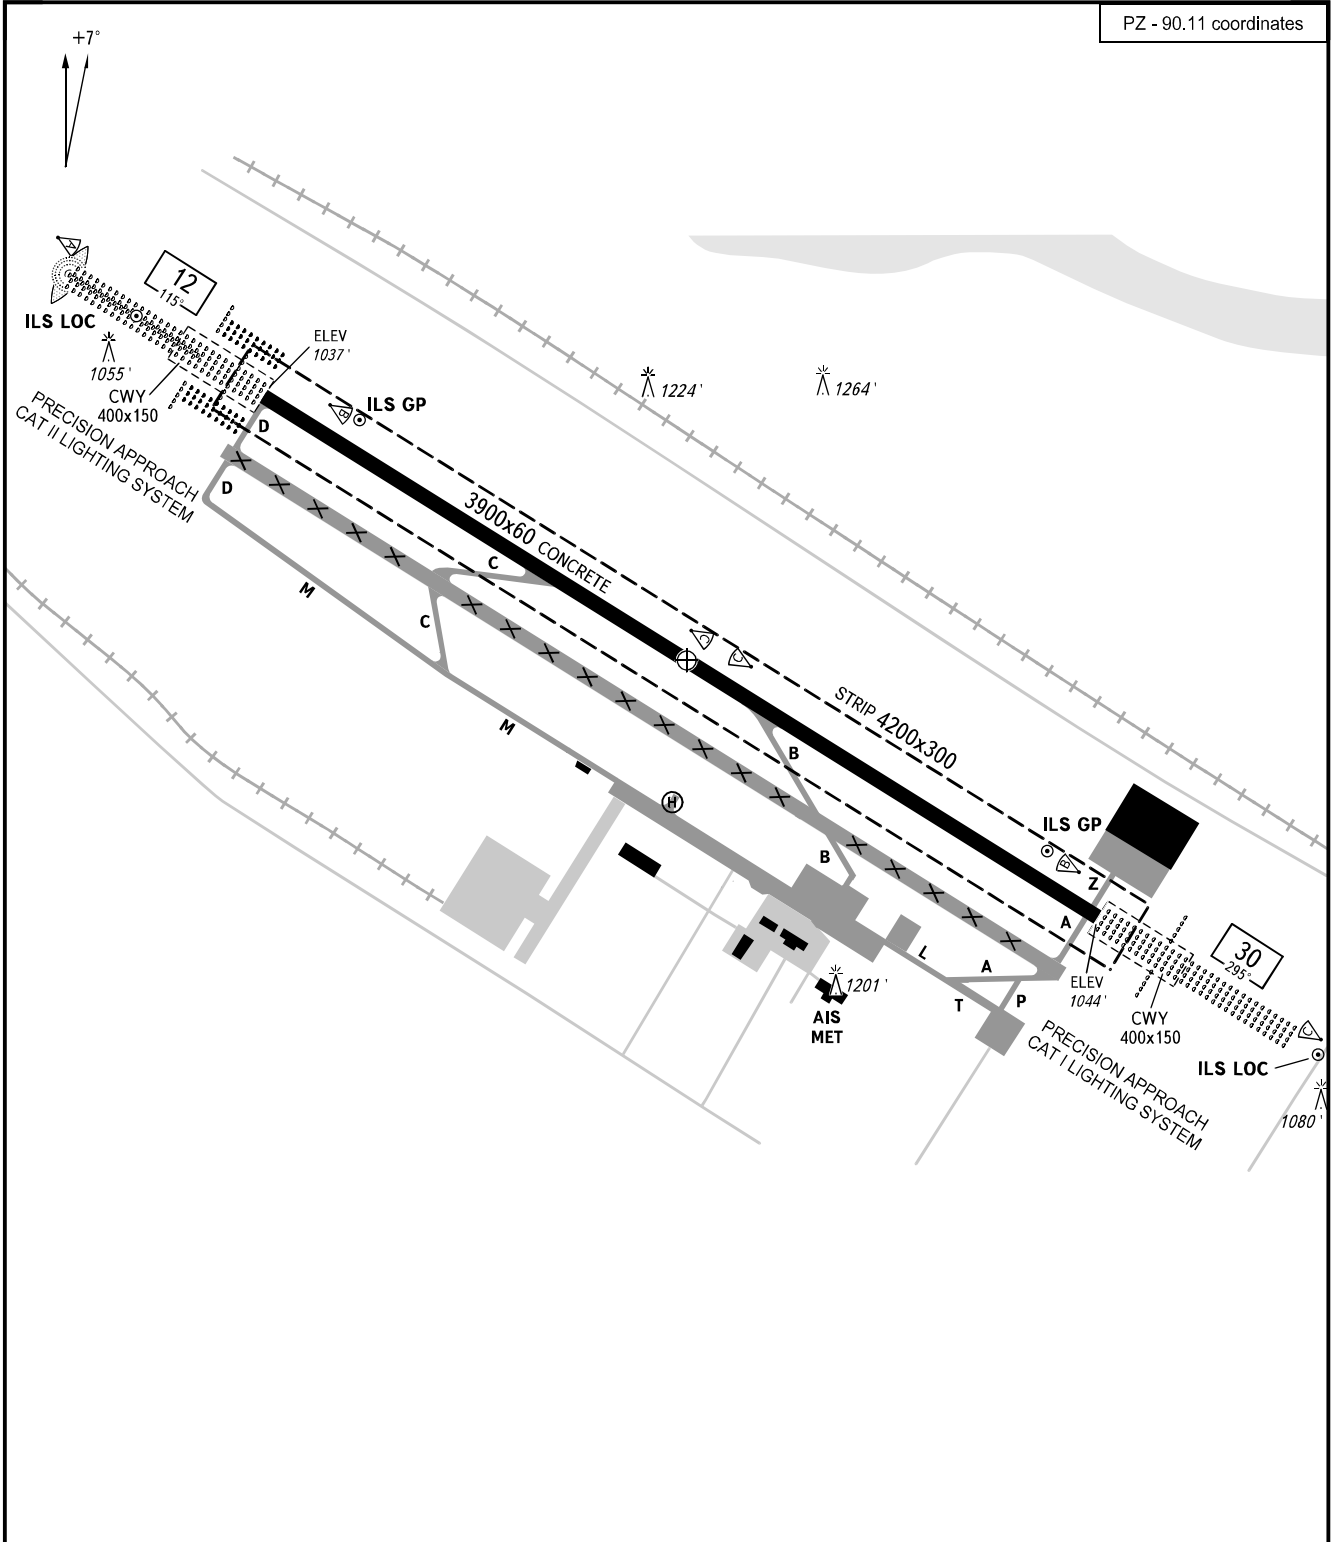 PZ - 90.11 coordinates
+7°
A
12
115°
ILS LOC
1055'
CWY
400x150
ELEV
1037'
PRECISION APPROACH
CAT II LIGHTING SYSTEM
D
D
B
ILS GP
1224'
1264'
3900x60 CONCRETE
C
C
M
M
C
C
STRIP 4200x300
B
B
H
ILS GP
B
Z
A
A
L
T
P
ELEV
1044'
30
295°
CWY
400x150
C
1201'
AIS
MET
PRECISION APPROACH
CAT I LIGHTING SYSTEM
ILS LOC
1080'